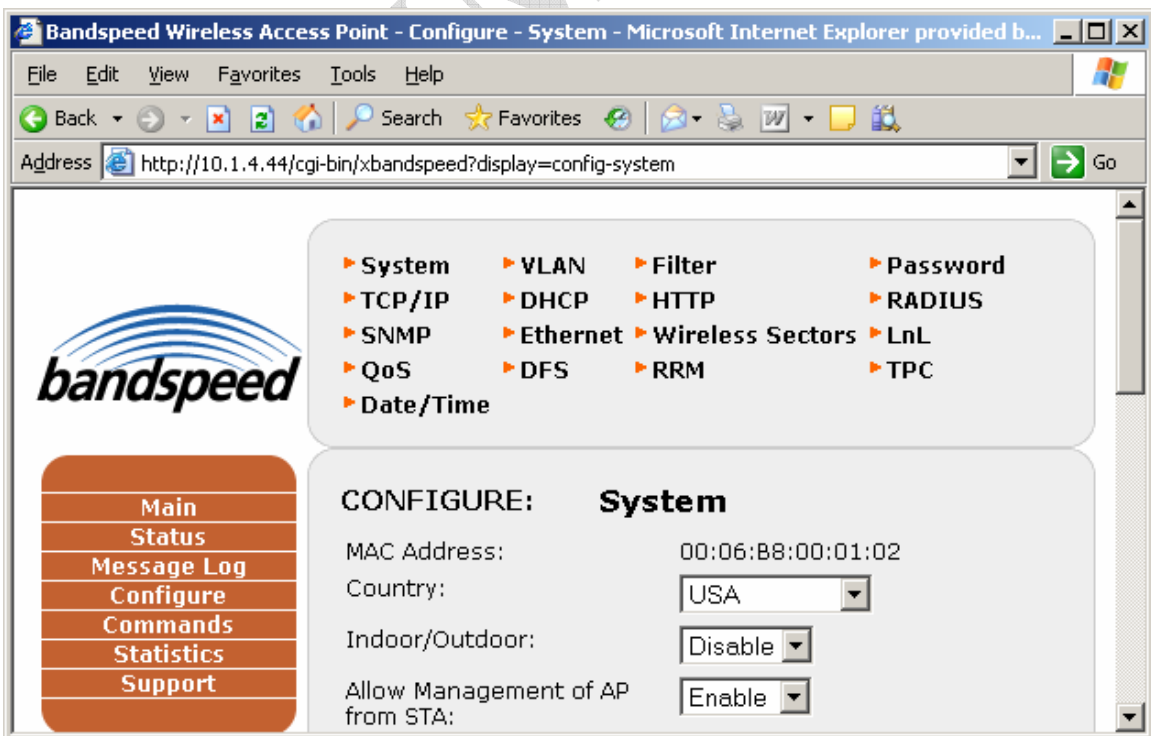 Bandspeed Wireless Access Point - Configure - System - Microsoft Internet Explorer provided b...
File Edit View Favorites Tools Help
Back Search Favorites
Address http://10.1.4.44/cgi-bin/xbandspeed?display=config-system Go
System VLAN Filter Password
TCP/IP DHCP HTTP RADIUS
SNMP Ethernet Wireless Sectors LnL
QoS DFS RRM TPC
Date/Time
bandspeed
Main
Status
Message Log
Configure
Commands
Statistics
Support
CONFIGURE: System
MAC Address: 00:06:B8:00:01:02
Country: USA
Indoor/Outdoor: Disable
Allow Management of AP Enable
from STA: